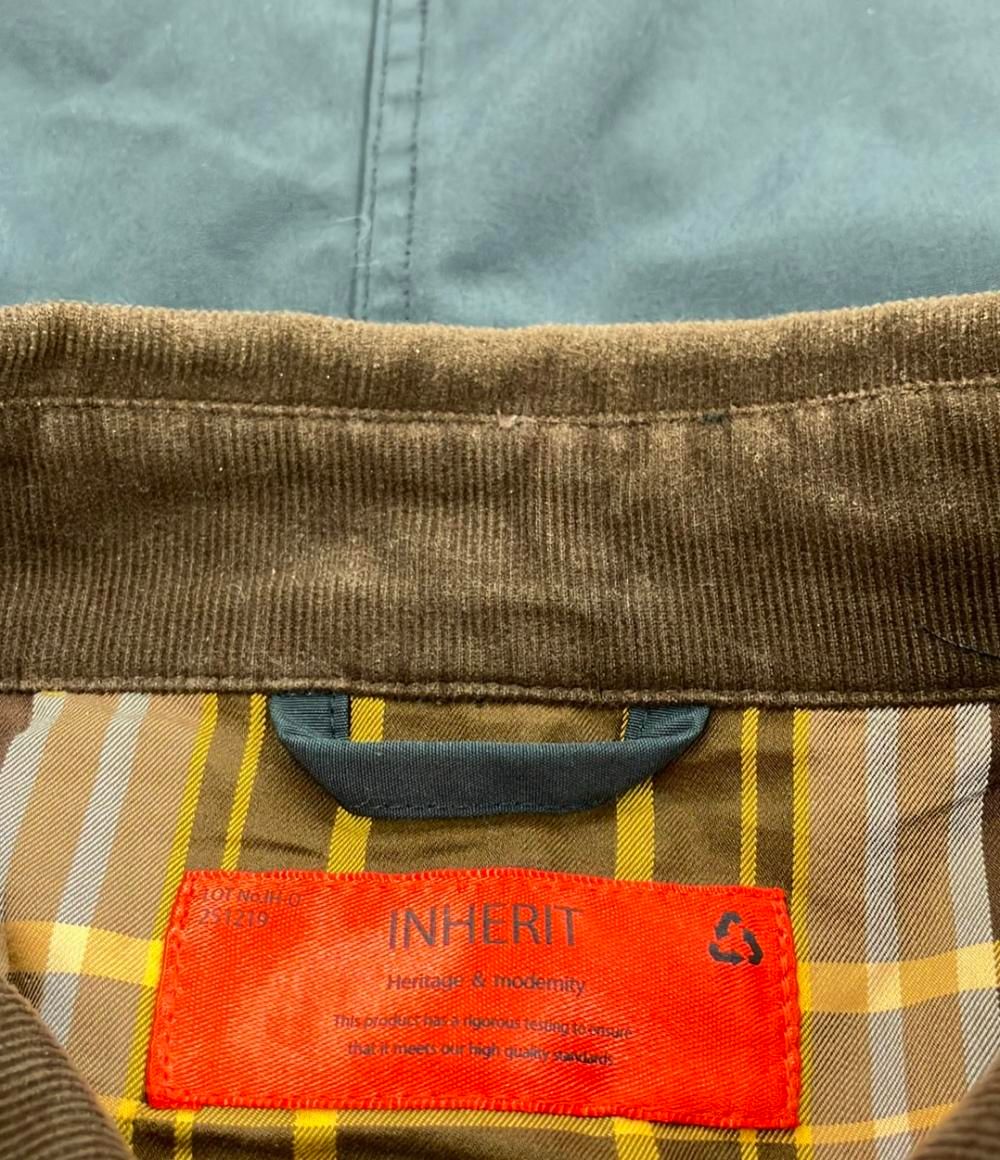 LOT No.IH-O
2S1219
INHERIT
Heritage & modernity
This product has a rigorous testing to ensure
that it meets our high quality standards.